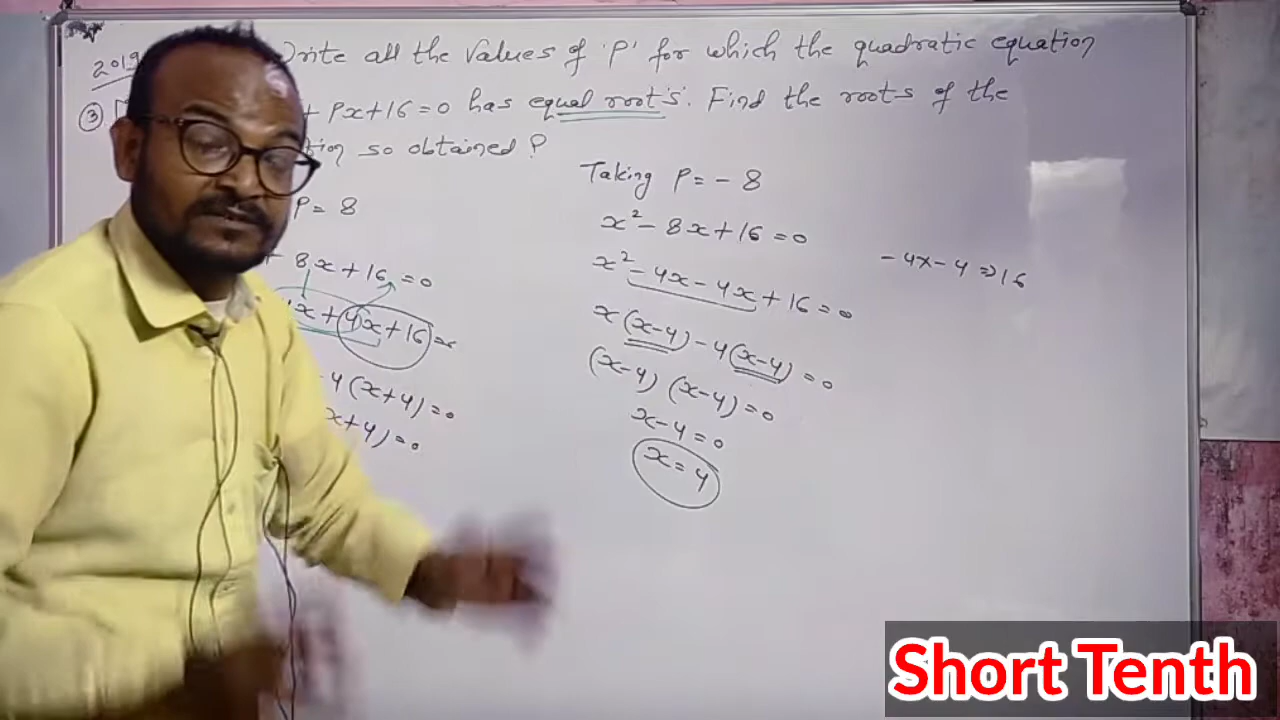 2019 Write all the values of 'P' for which the quadratic equation
③ + Px + 16 = 0 has equal roots. Find the roots of the
so obtained?
P = 8
8x + 16 = 0
4x + (4)x + 16 =
4(x+4) = 0
x+4) = 0
Taking P = - 8
x² - 8x + 16 = 0
x² - 4x - 4x + 16 = 0
x(x-4) - 4(x-4) = 0
(x-4) (x-4) = 0
x-4 = 0
x = 4
-4x-4 ⇒ 16
Short Tenth